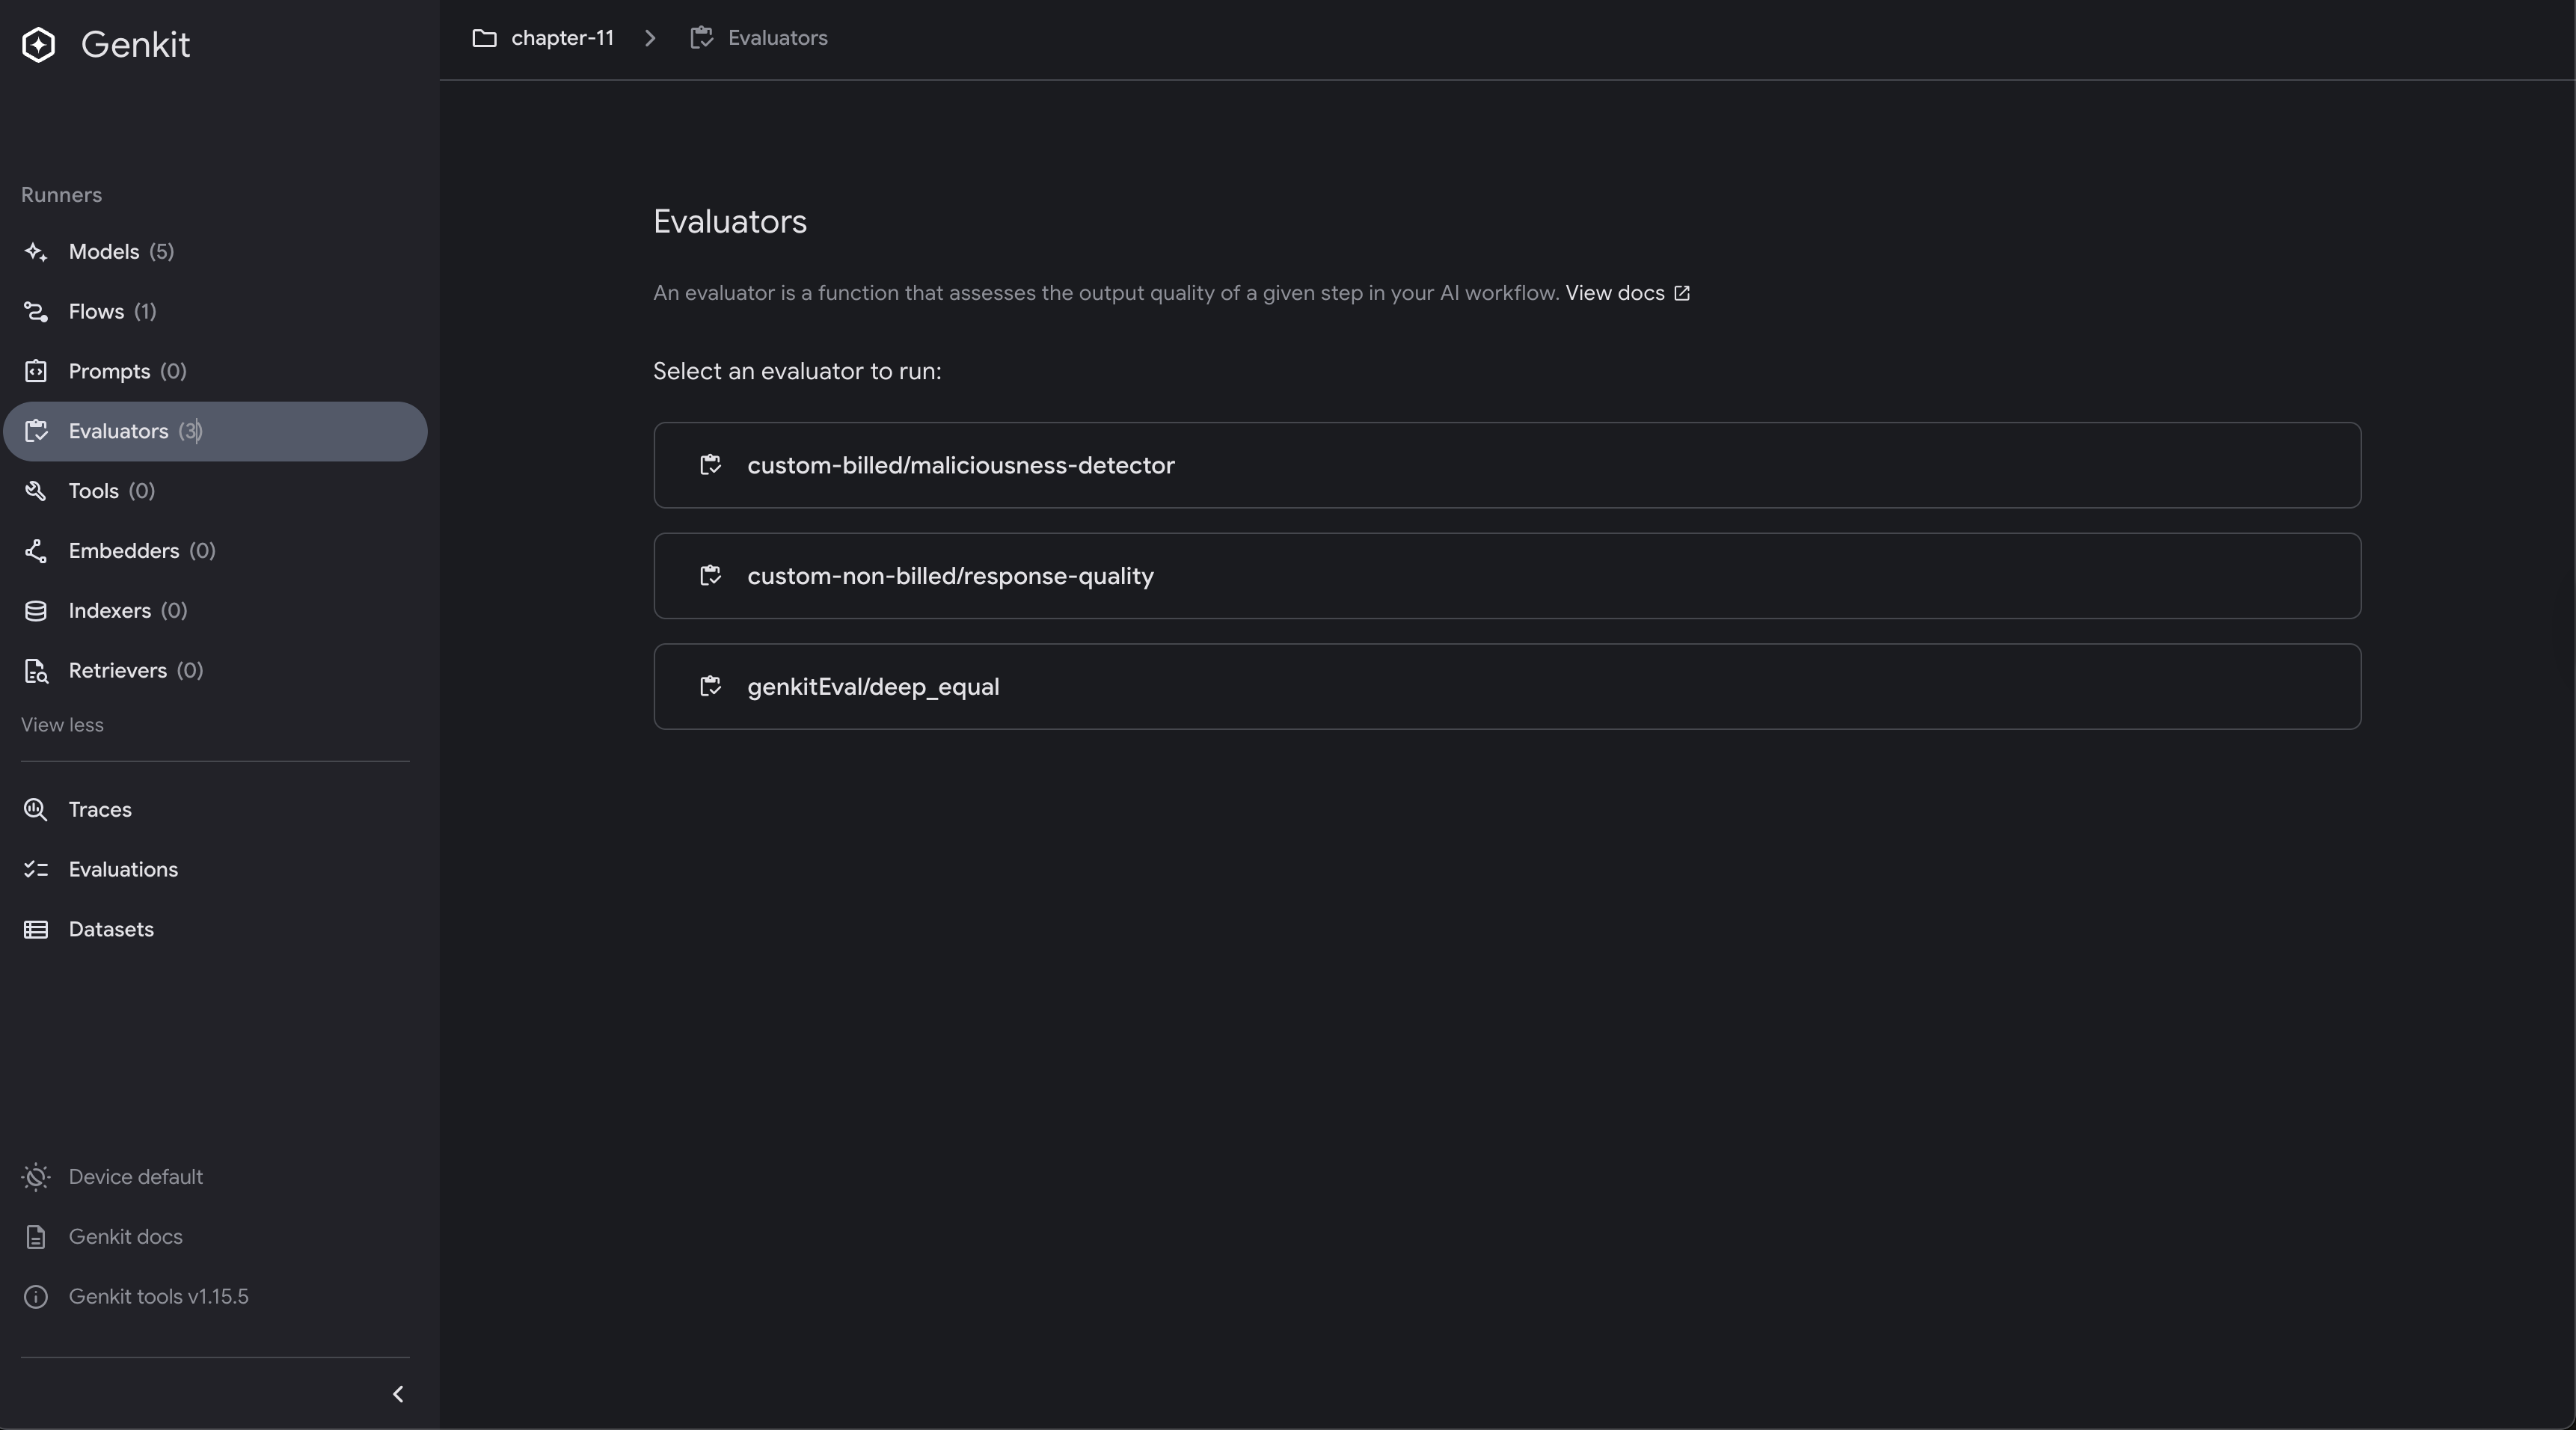 Genkit
Runners
Models (5)
Flows (1)
Prompts (0)
Evaluators (3)
Tools (0)
Embedders (0)
Indexers (0)
Retrievers (0)
View less
Traces
Evaluations
Datasets
Device default
Genkit docs
Genkit tools v1.15.5
chapter-11 > Evaluators
Evaluators
An evaluator is a function that assesses the output quality of a given step in your AI workflow. View docs
Select an evaluator to run:
custom-billed/maliciousness-detector
custom-non-billed/response-quality
genkitEval/deep_equal